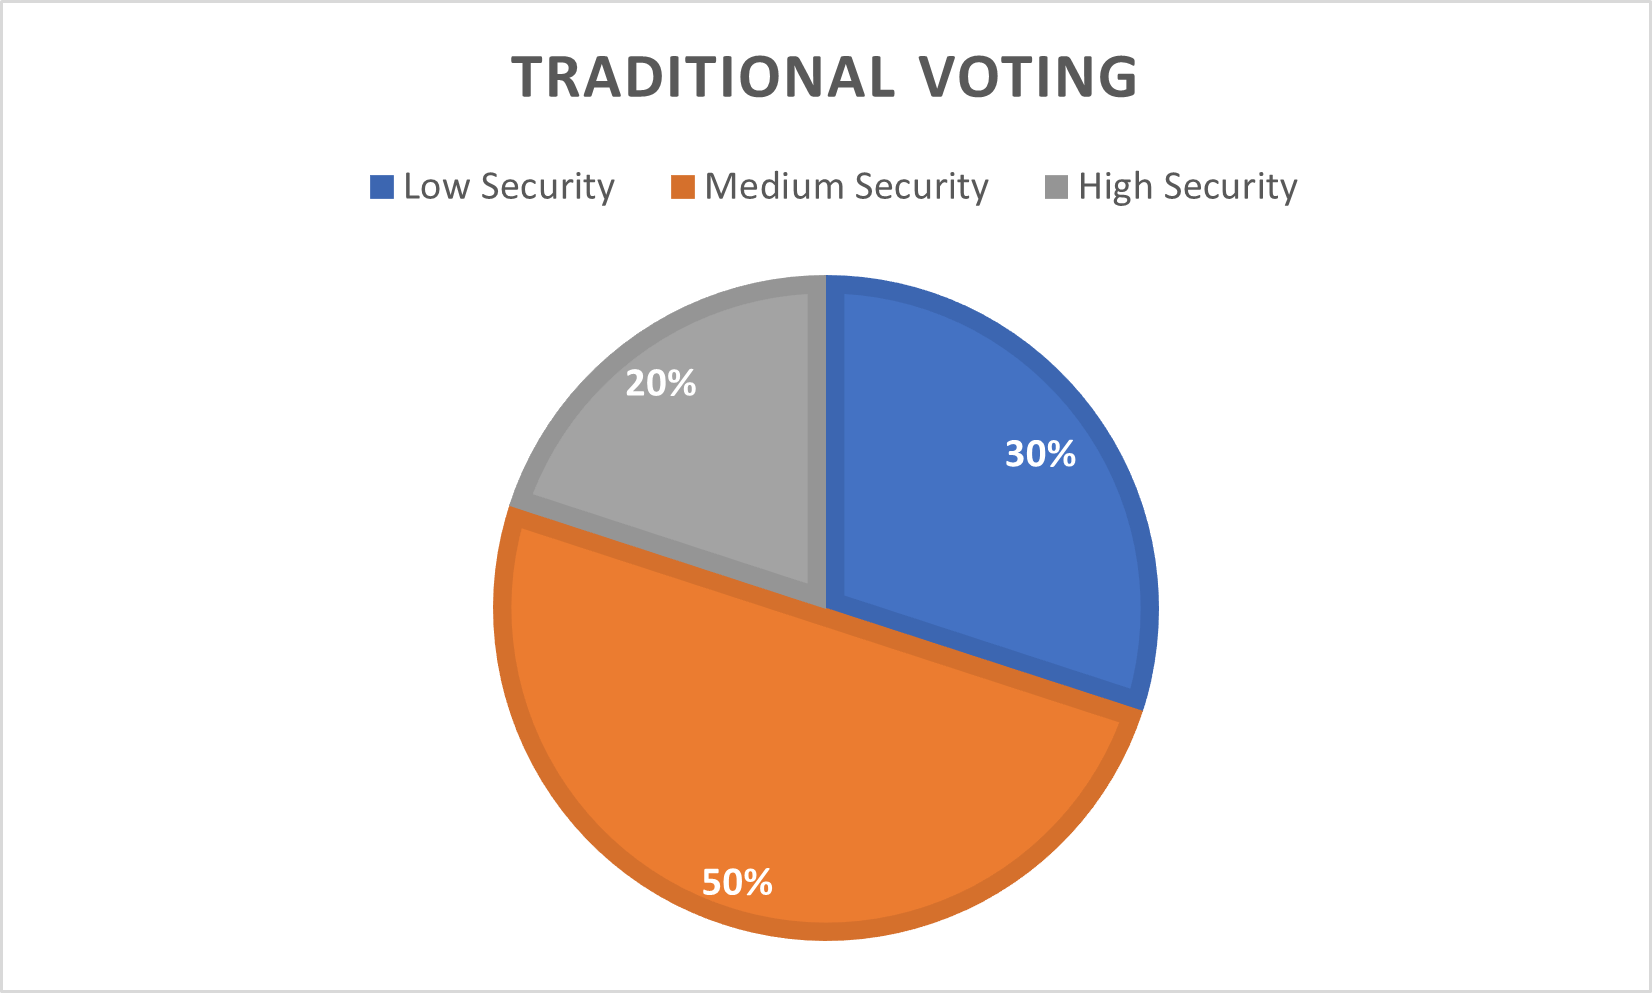 TRADITIONAL VOTING
Low Security Medium Security High Security
20%
30%
50%